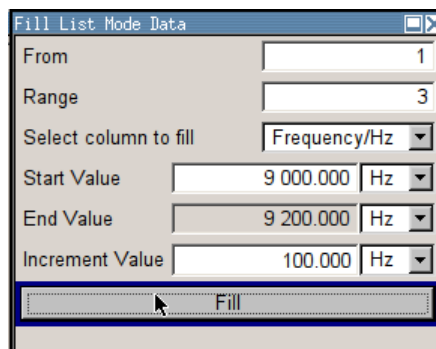 Fill List Mode Data
From 1
Range 3
Select column to fill Frequency/Hz
Start Value 9 000.000 Hz
End Value 9 200.000 Hz
Increment Value 100.000 Hz
Fill